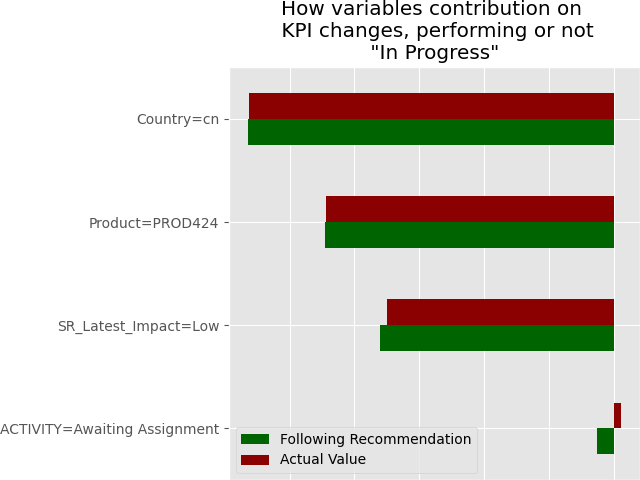 How variables contribution on
KPI changes, performing or not
"In Progress"
Country=cn
Product=PROD424
SR_Latest_Impact=Low
ACTIVITY=Awaiting Assignment
Following Recommendation
Actual Value